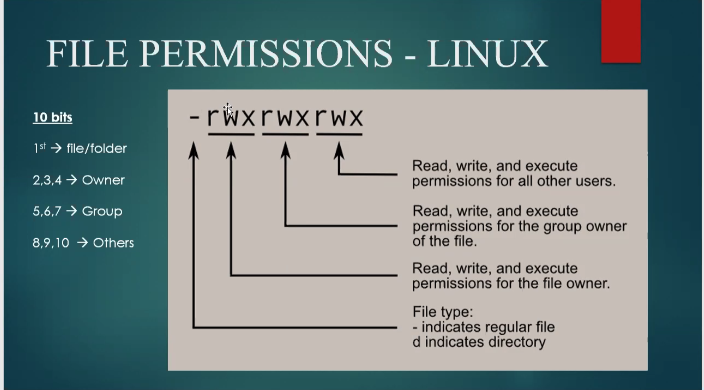 FILE PERMISSIONS - LINUX
10 bits
1st → file/folder
2,3,4 → Owner
5,6,7 → Group
8,9,10 → Others
-rwxrwxrwx
Read, write, and execute
permissions for all other users.
Read, write, and execute
permissions for the group owner
of the file.
Read, write, and execute
permissions for the file owner.
File type:
- indicates regular file
d indicates directory